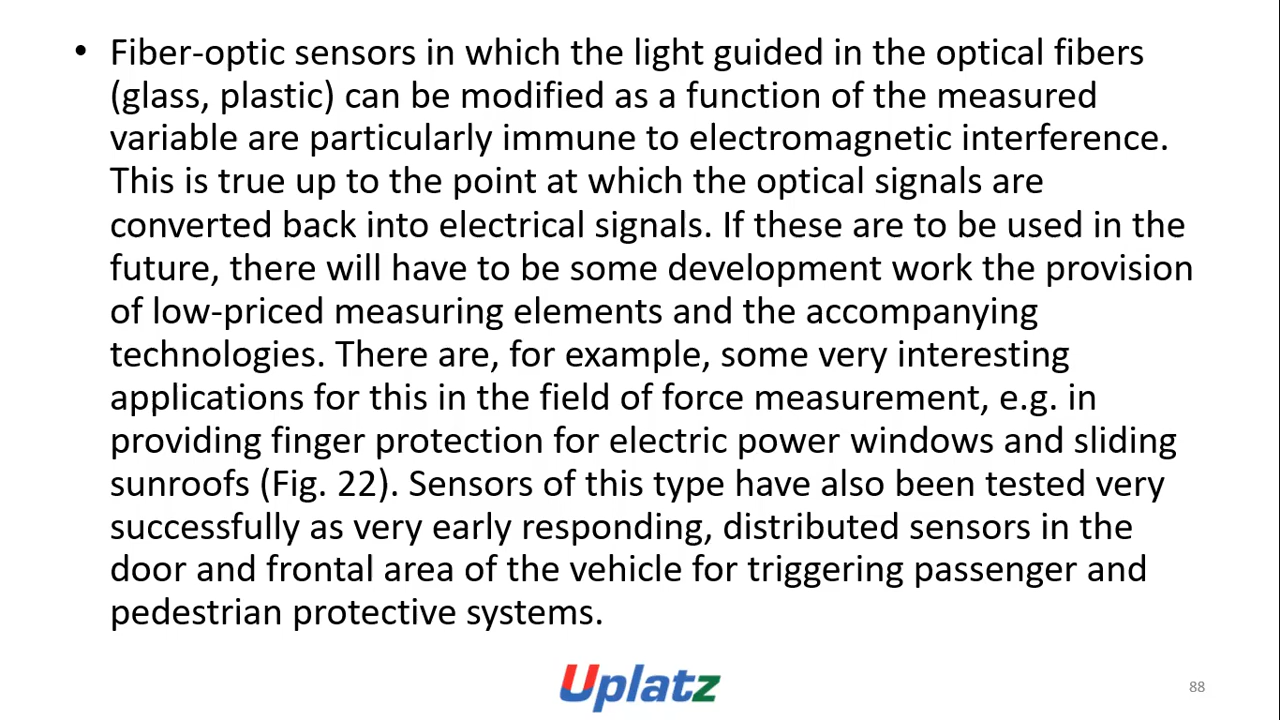 • Fiber-optic sensors in which the light guided in the optical fibers
(glass, plastic) can be modified as a function of the measured
variable are particularly immune to electromagnetic interference.
This is true up to the point at which the optical signals are
converted back into electrical signals. If these are to be used in the
future, there will have to be some development work the provision
of low-priced measuring elements and the accompanying
technologies. There are, for example, some very interesting
applications for this in the field of force measurement, e.g. in
providing finger protection for electric power windows and sliding
sunroofs (Fig. 22). Sensors of this type have also been tested very
successfully as very early responding, distributed sensors in the
door and frontal area of the vehicle for triggering passenger and
pedestrian protective systems.
Uplatz
88